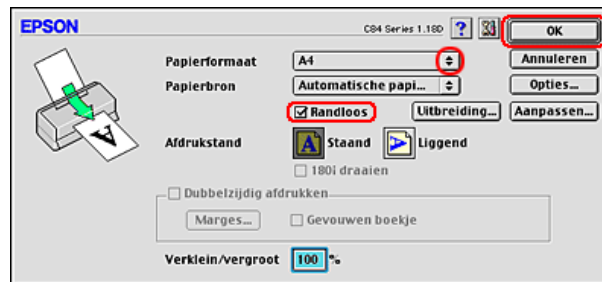 EPSON
C84 Series 1.18D ?
OK
Papierformaat A4
Annuleren
Papierbron Automatische papi...
Opties...
Randloos Uitbreiding... Aanpassen...
Afdrukstand A Staand A Liggend
180i draaien
Dubbelzijdig afdrukken
Marges... Gevouwen boekje
Verklein/vergroot 100 %
A